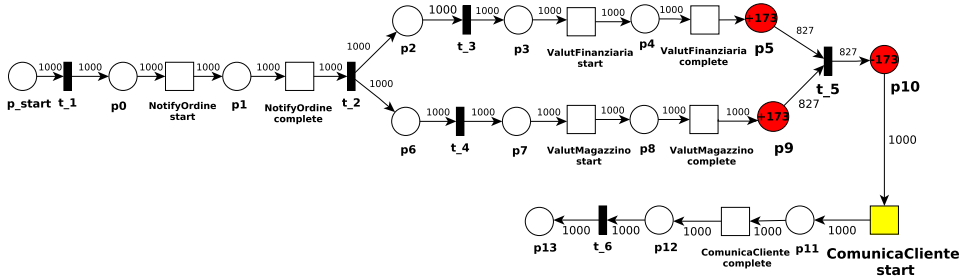 1000
1000
1000
1000
1000
1000
p_start
t_1
p0
NotifyOrdine
start
p1
NotifyOrdine
complete
t_2
1000
p2
1000
t_3
1000
p3
1000
ValutFinanziaria
start
1000
p4
1000
ValutFinanziaria
complete
1000
+173
p5
827
1000
p6
1000
t_4
1000
p7
1000
ValutMagazzino
start
1000
p8
1000
ValutMagazzino
complete
1000
+173
p9
827
t_5
827
-173
p10
1000
ComunicaCliente
start
1000
p11
1000
ComunicaCliente
complete
1000
p12
1000
t_6
1000
p13